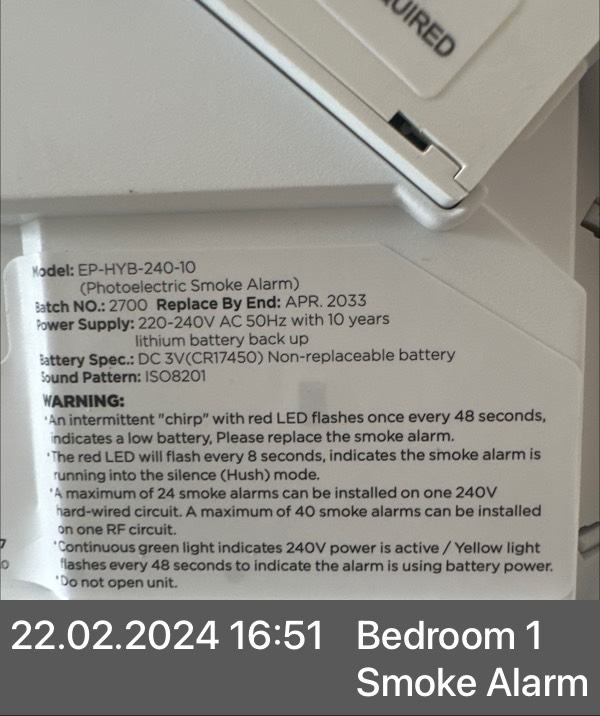 QUIRED
Model: EP-HYB-240-10
(Photoelectric Smoke Alarm)
Batch NO.: 2700 Replace By End: APR. 2033
Power Supply: 220-240V AC 50Hz with 10 years
lithium battery back up
Battery Spec.: DC 3V(CR17450) Non-replaceable battery
Sound Pattern: ISO8201
WARNING:
*An intermittent "chirp" with red LED flashes once every 48 seconds,
indicates a low battery, Please replace the smoke alarm.
*The red LED will flash every 8 seconds, indicates the smoke alarm is
running into the silence (Hush) mode.
*A maximum of 24 smoke alarms can be installed on one 240V
hard-wired circuit. A maximum of 40 smoke alarms can be installed
on one RF circuit.
*Continuous green light indicates 240V power is active / Yellow light
flashes every 48 seconds to indicate the alarm is using battery power.
*Do not open unit.
22.02.2024 16:51 Bedroom 1
Smoke Alarm